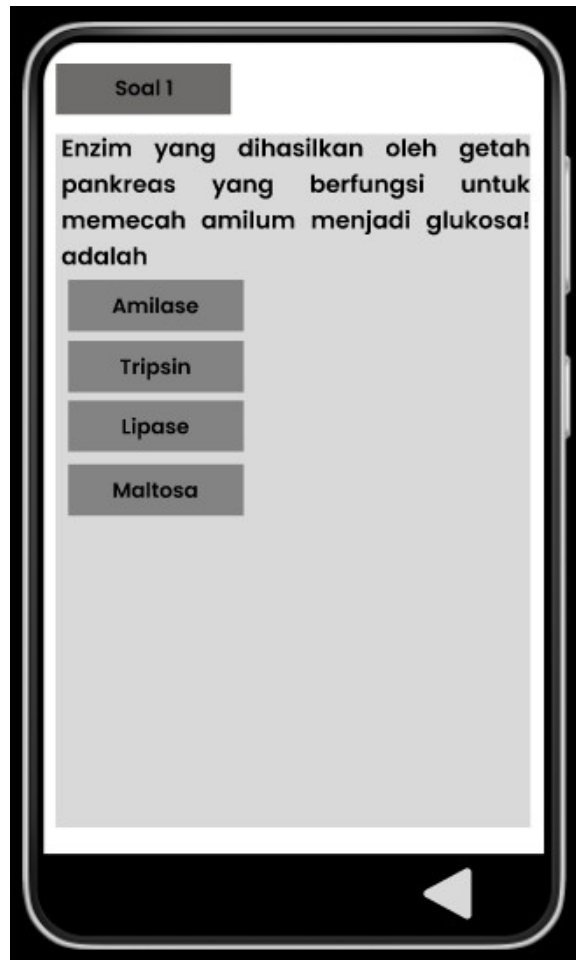 Soal 1
Enzim yang dihasilkan oleh getah
pankreas yang berfungsi untuk
memecah amilum menjadi glukosa!
adalah
Amilase
Tripsin
Lipase
Maltosa